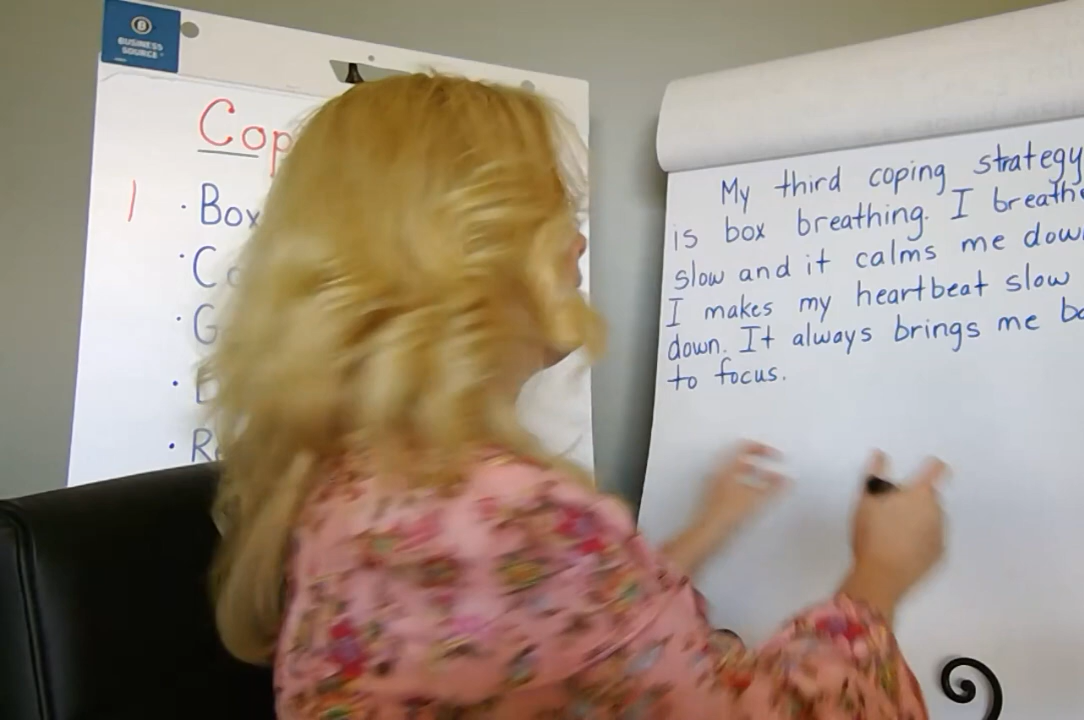 BUSINESS
SOURCE
Cop
1 · Box
· Co
· G
·
· Re
My third coping strategy
is box breathing. I breathe
slow and it calms me down
I makes my heartbeat slow
down. It always brings me ba
to focus.